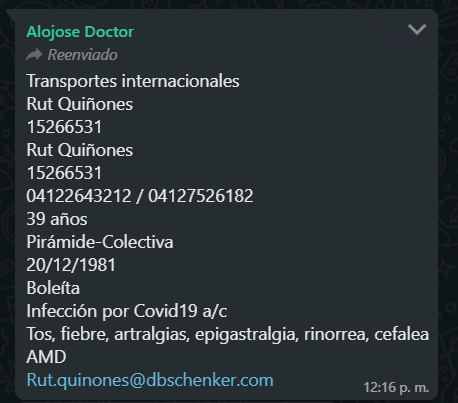 Alojose Doctor
Reenviado
Transportes internacionales
Rut Quiñones
15266531
Rut Quiñones
15266531
04122643212 / 04127526182
39 años
Pirámide-Colectiva
20/12/1981
Boleíta
Infección por Covid19 a/c
Tos, fiebre, artralgias, epigastralgia, rinorrea, cefalea
AMD
Rut.quinones@dbschenker.com
12:16 p. m.